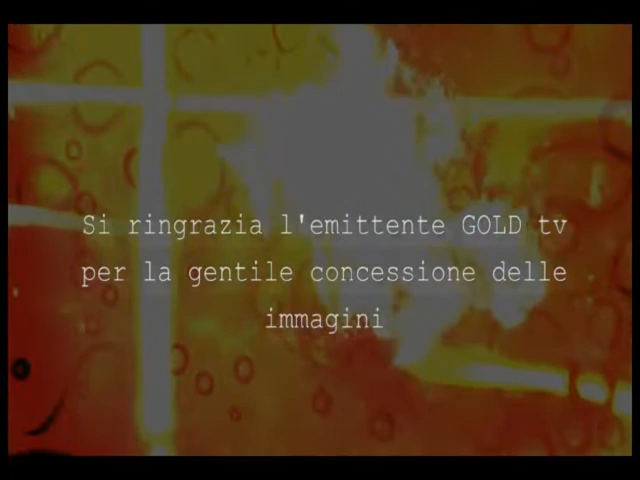 Si ringrazia l'emittente GOLD tv
per la gentile concessione delle
immagini